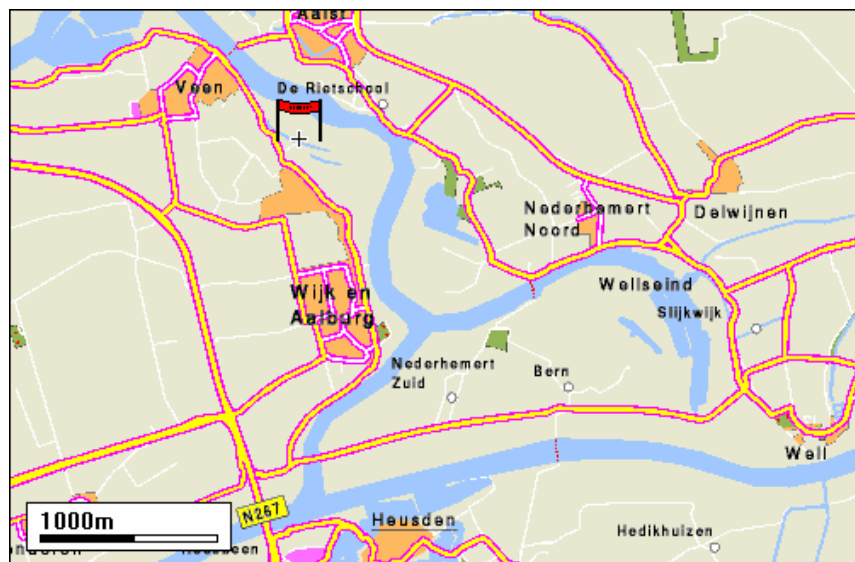 Aalst
Veen
De Rietschool
Nederhemert
Noord
Delwijnen
Wijk en
Aalburg
Wellseind
Slijkwijk
Nederhemert
Zuid
Bern
Well
1000m
N267
Heusden
Hedikhuizen